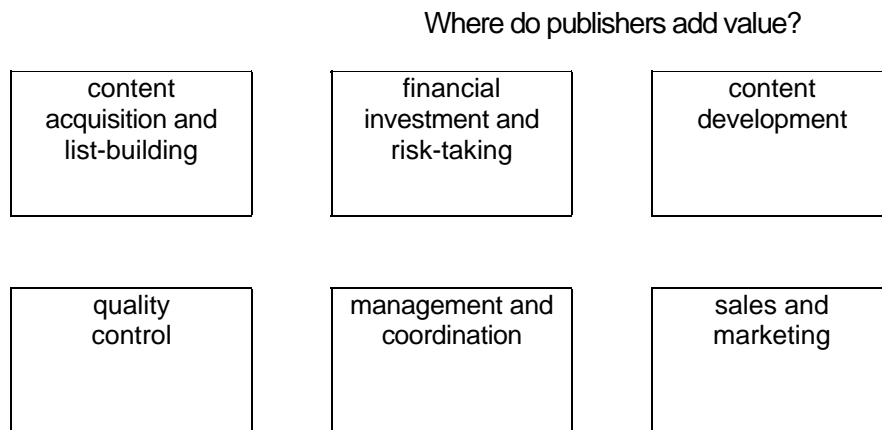 Where do publishers add value?
content
acquisition and
list-building
financial
investment and
risk-taking
content
development
quality
control
management and
coordination
sales and
marketing